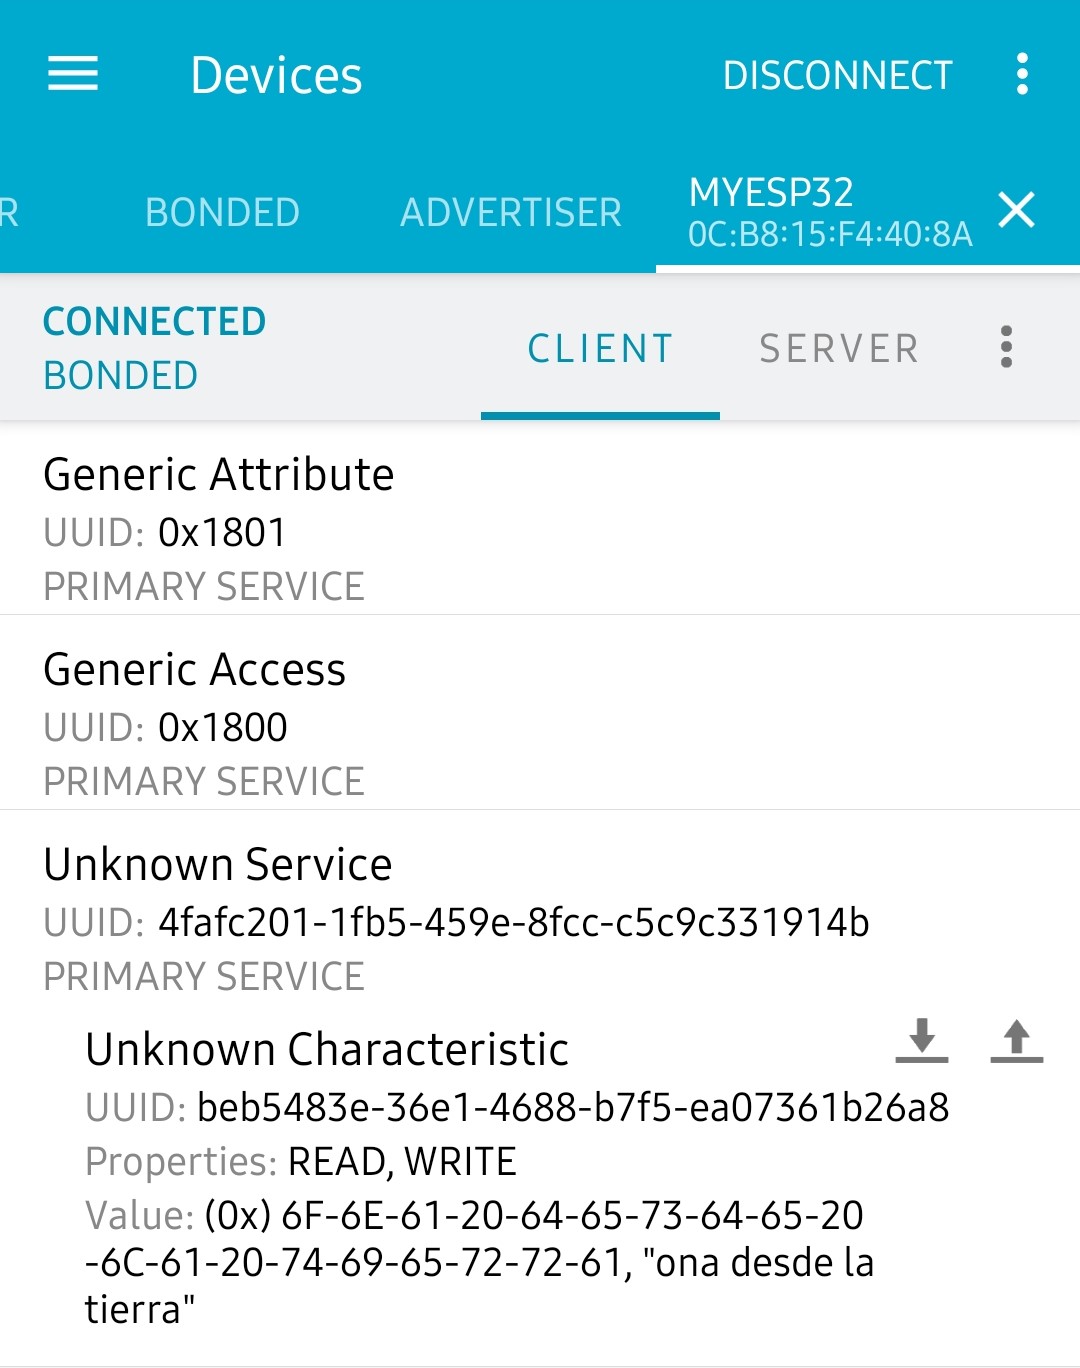 Devices
DISCONNECT
R
BONDED
ADVERTISER
MYESP32
0C:B8:15:F4:40:8A
CONNECTED
BONDED
CLIENT
SERVER
Generic Attribute
UUID: 0x1801
PRIMARY SERVICE
Generic Access
UUID: 0x1800
PRIMARY SERVICE
Unknown Service
UUID: 4fafc201-1fb5-459e-8fcc-c5c9c331914b
PRIMARY SERVICE
Unknown Characteristic
UUID: beb5483e-36e1-4688-b7f5-ea07361b26a8
Properties: READ, WRITE
Value: (0x) 6F-6E-61-20-64-65-73-64-65-20
-6C-61-20-74-69-65-72-72-61, "ona desde la
tierra"